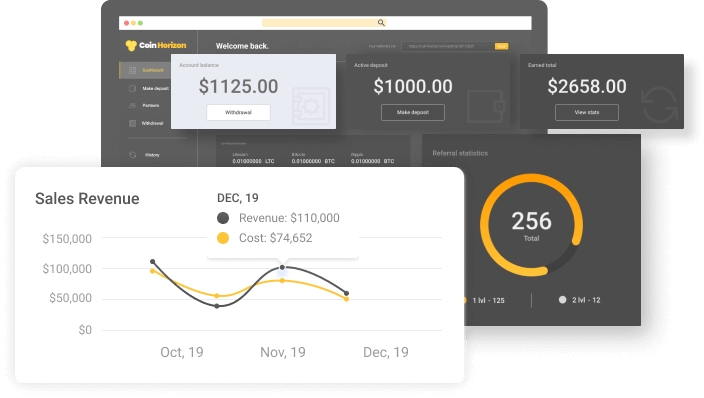 Coin Horizon
Welcome back.
Dashboard
Make deposit
Partners
Withdrawal
History
Account balance
$1125.00
Withdrawal
Active deposit
$1000.00
Make deposit
Earned total
$2658.00
View stats
Litecoin
0.01000000 LTC
Bitcoin
0.01000000 BTC
Ripple
0.01000000 BTC
Referral statistics
256
Total
1 lvl - 125
2 lvl - 12
Sales Revenue
DEC, 19
Revenue: $110,000
Cost: $74,652
$150,000
$100,000
$50,000
$0
Oct, 19
Nov, 19
Dec, 19